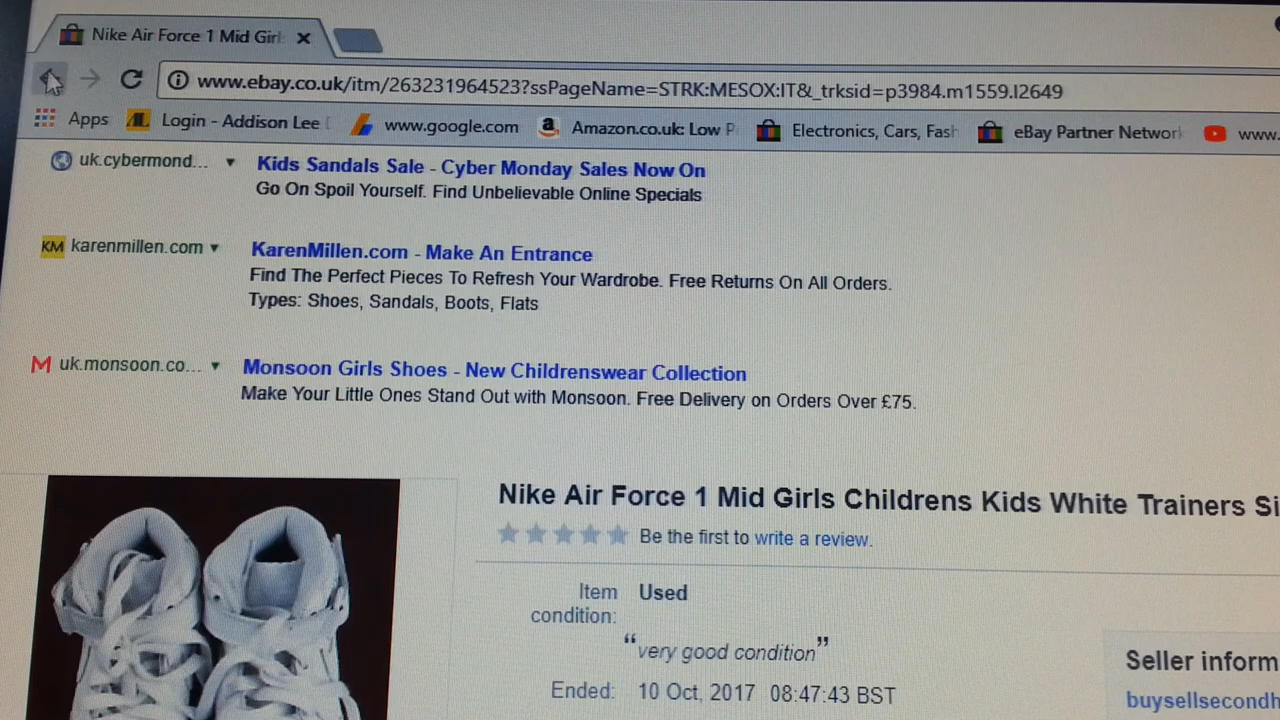 Nike Air Force 1 Mid Girl
www.ebay.co.uk/itm/263231964523?ssPageName=STRK:MESOX:IT&_trksid=p3984.m1559.l2649
Apps Login - Addison Lee www.google.com Amazon.co.uk: Low P Electronics, Cars, Fash eBay Partner Network www.
uk.cybermond... Kids Sandals Sale - Cyber Monday Sales Now On
Go On Spoil Yourself. Find Unbelievable Online Specials
KM karenmillen.com KarenMillen.com - Make An Entrance
Find The Perfect Pieces To Refresh Your Wardrobe. Free Returns On All Orders.
Types: Shoes, Sandals, Boots, Flats
M uk.monsoon.co... Monsoon Girls Shoes - New Childrenswear Collection
Make Your Little Ones Stand Out with Monsoon. Free Delivery on Orders Over £75.
Nike Air Force 1 Mid Girls Childrens Kids White Trainers Si
Be the first to write a review.
Item Used
condition:
“very good condition”
Ended: 10 Oct, 2017 08:47:43 BST
Seller inform
buysellsecondh